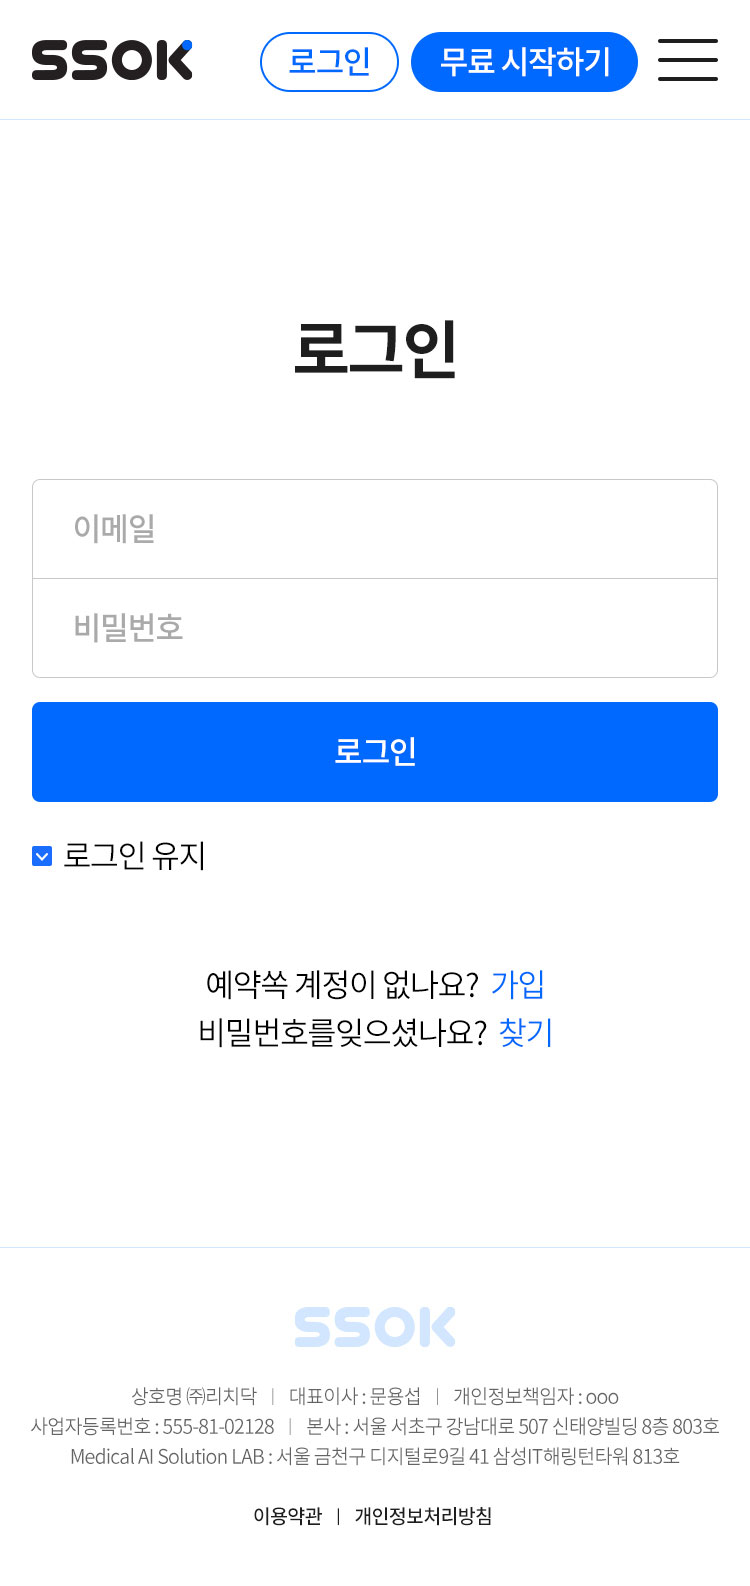 SSOK 로그인 무료 시작하기
로그인
이메일
비밀번호
로그인
로그인 유지
예약쏙 계정이 없나요? 가입
비밀번호를잊으셨나요? 찾기
SSOK
상호명 ㈜리치닥 | 대표이사 : 문용섭 | 개인정보책임자 : ooo
사업자등록번호 : 555-81-02128 | 본사 : 서울 서초구 강남대로 507 신태양빌딩 8층 803호
Medical AI Solution LAB : 서울 금천구 디지털로9길 41 삼성IT해링턴타워 813호
이용약관 | 개인정보처리방침